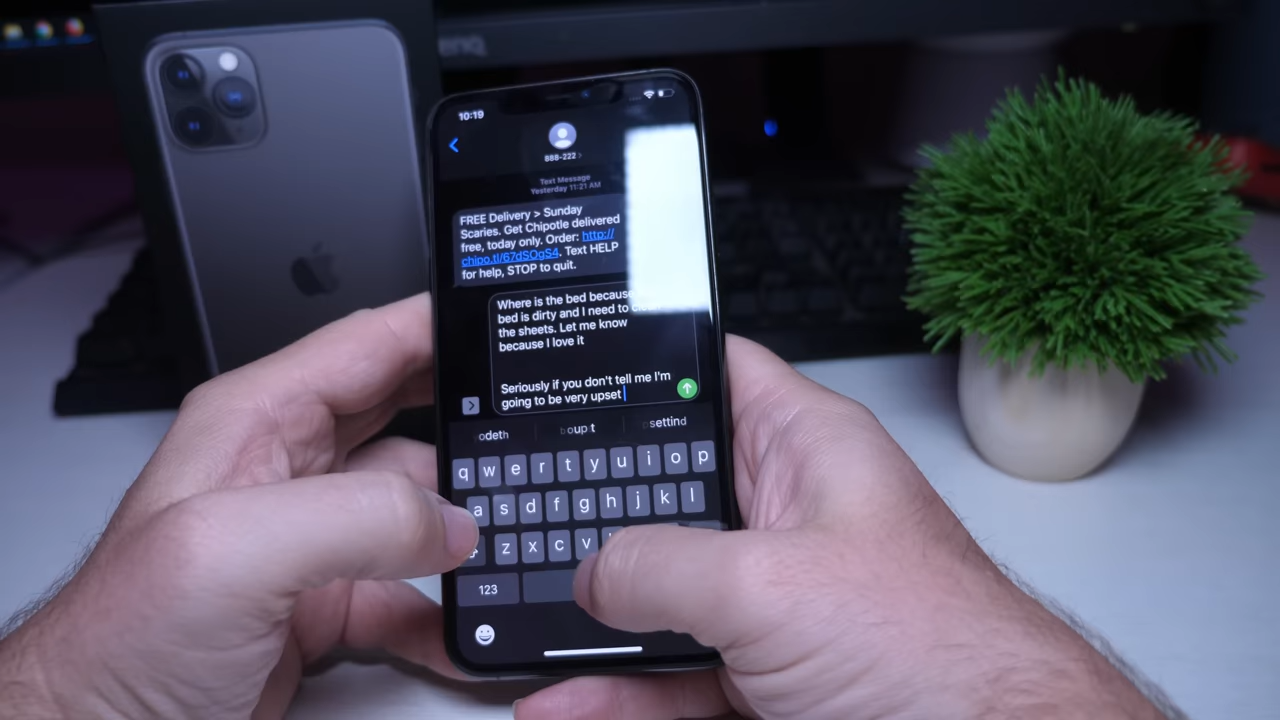 BenQ
10:19
888-222 >
Text Message
Yesterday 11:21 AM
FREE Delivery > Sunday
Scaries. Get Chipotle delivered
free, today only. Order: http://
chipo.tl/67dSOgS4. Text HELP
for help, STOP to quit.
Where is the bed because
bed is dirty and I need to clean
the sheets. Let me know
because I love it
Seriously if you don't tell me I'm
going to be very upset
q w e r t y u i o p
a s d f g h j k l
z x c v
123